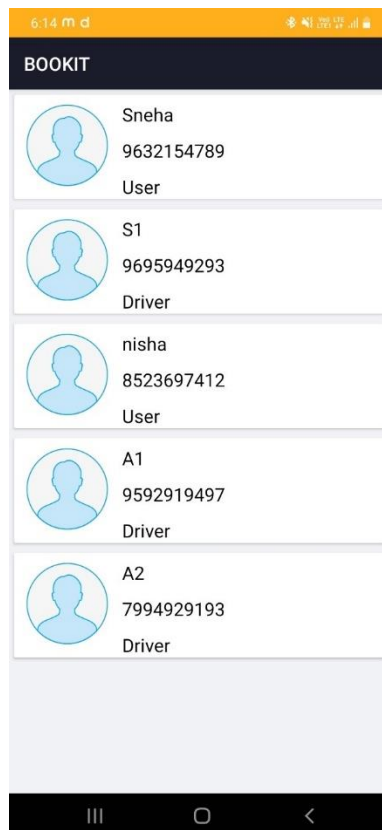 6:14 m d
BOOKIT
Sneha
9632154789
User
S1
9695949293
Driver
nisha
8523697412
User
A1
9592919497
Driver
A2
7994929193
Driver